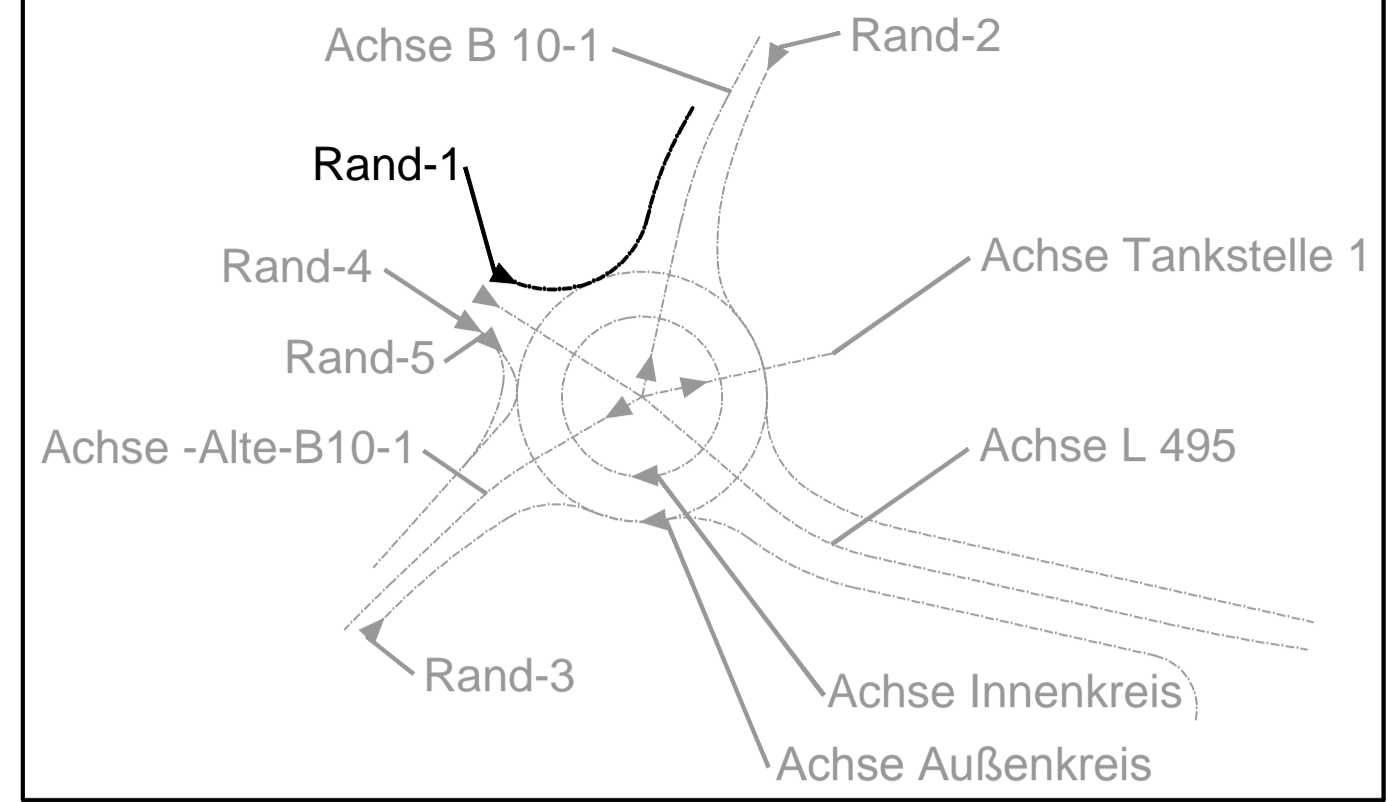 Achse B 10-1
Rand-2
Rand-1
Rand-4
Achse Tankstelle 1
Rand-5
Achse -Alte-B10-1
Achse L 495
Rand-3
Achse Innenkreis
Achse Außenkreis